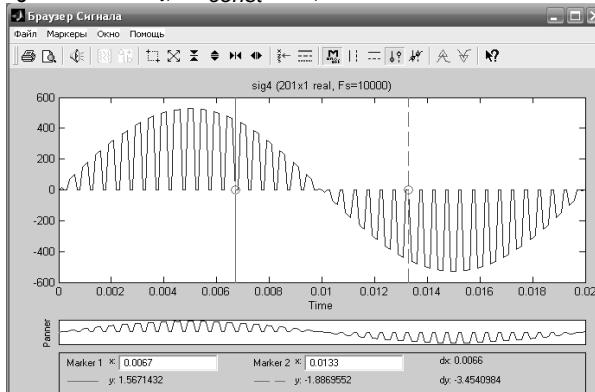 const
Браузер Сигнала
Файл Маркеры Окно Помощь
sig4 (201x1 real, Fs=10000)
600
400
200
0
-200
-400
-600
0 0.002 0.004 0.006 0.008 0.01 0.012 0.014 0.016 0.018 0.02
Time
Panner
Marker 1 x: 0.0067 Marker 2 x: 0.0133 dx: 0.0066
y: 1.5671432 y: -1.8869552 dy: -3.4540984